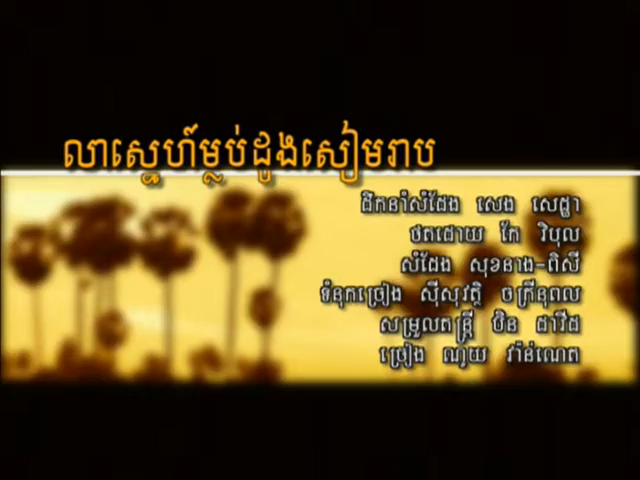 លាស្នេហ៍ម្លប់ដូងសៀមរាប
ដឹកនាំសំដែង សេង សេដ្ឋា
ថតដោយ កែ វិបុល
សំដែង សុខនាង-ពិសី
ទំនុកច្រៀង ស៊ីសុវត្ថិ ចក្រីនុពល
សម្រួលតន្ត្រី ប៊ិន ដាវីដ
ច្រៀង ណូយ វ៉ាន់ណេត